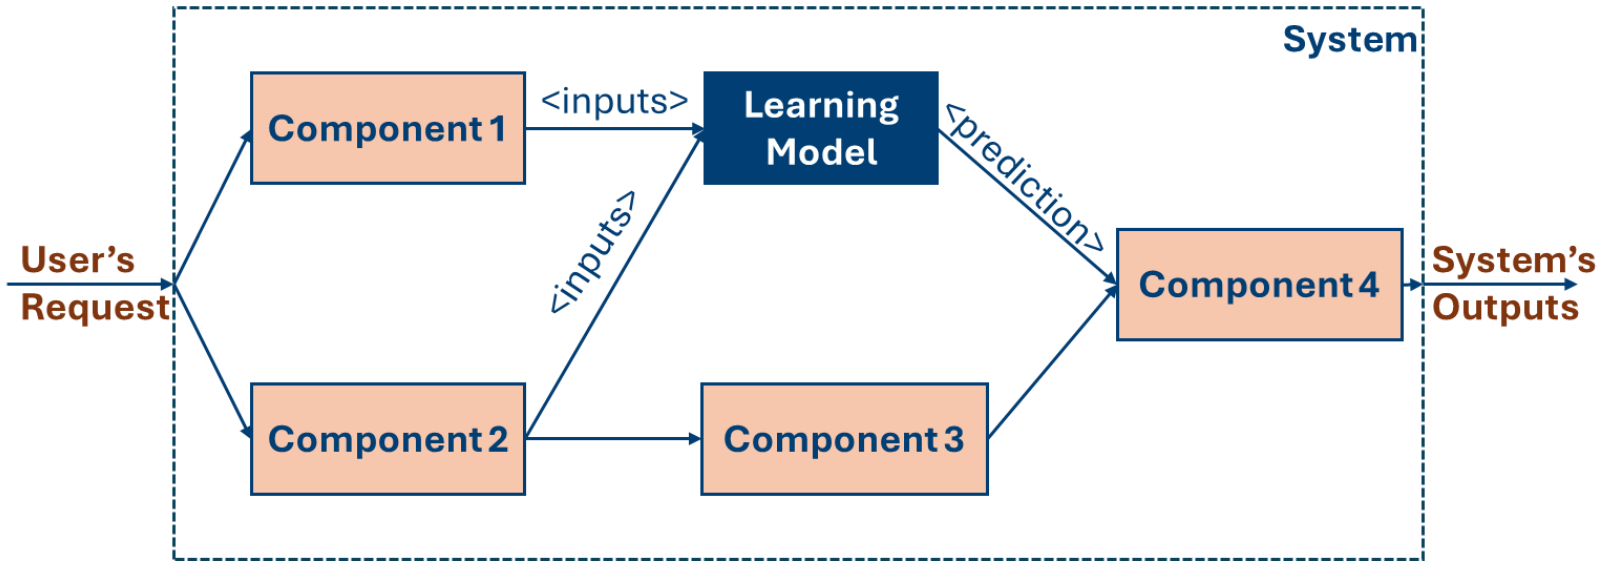 System
Component 1
<inputs>
Learning
Model
<prediction>
<inputs>
User's
Request
Component 4
System's
Outputs
Component 2
Component 3